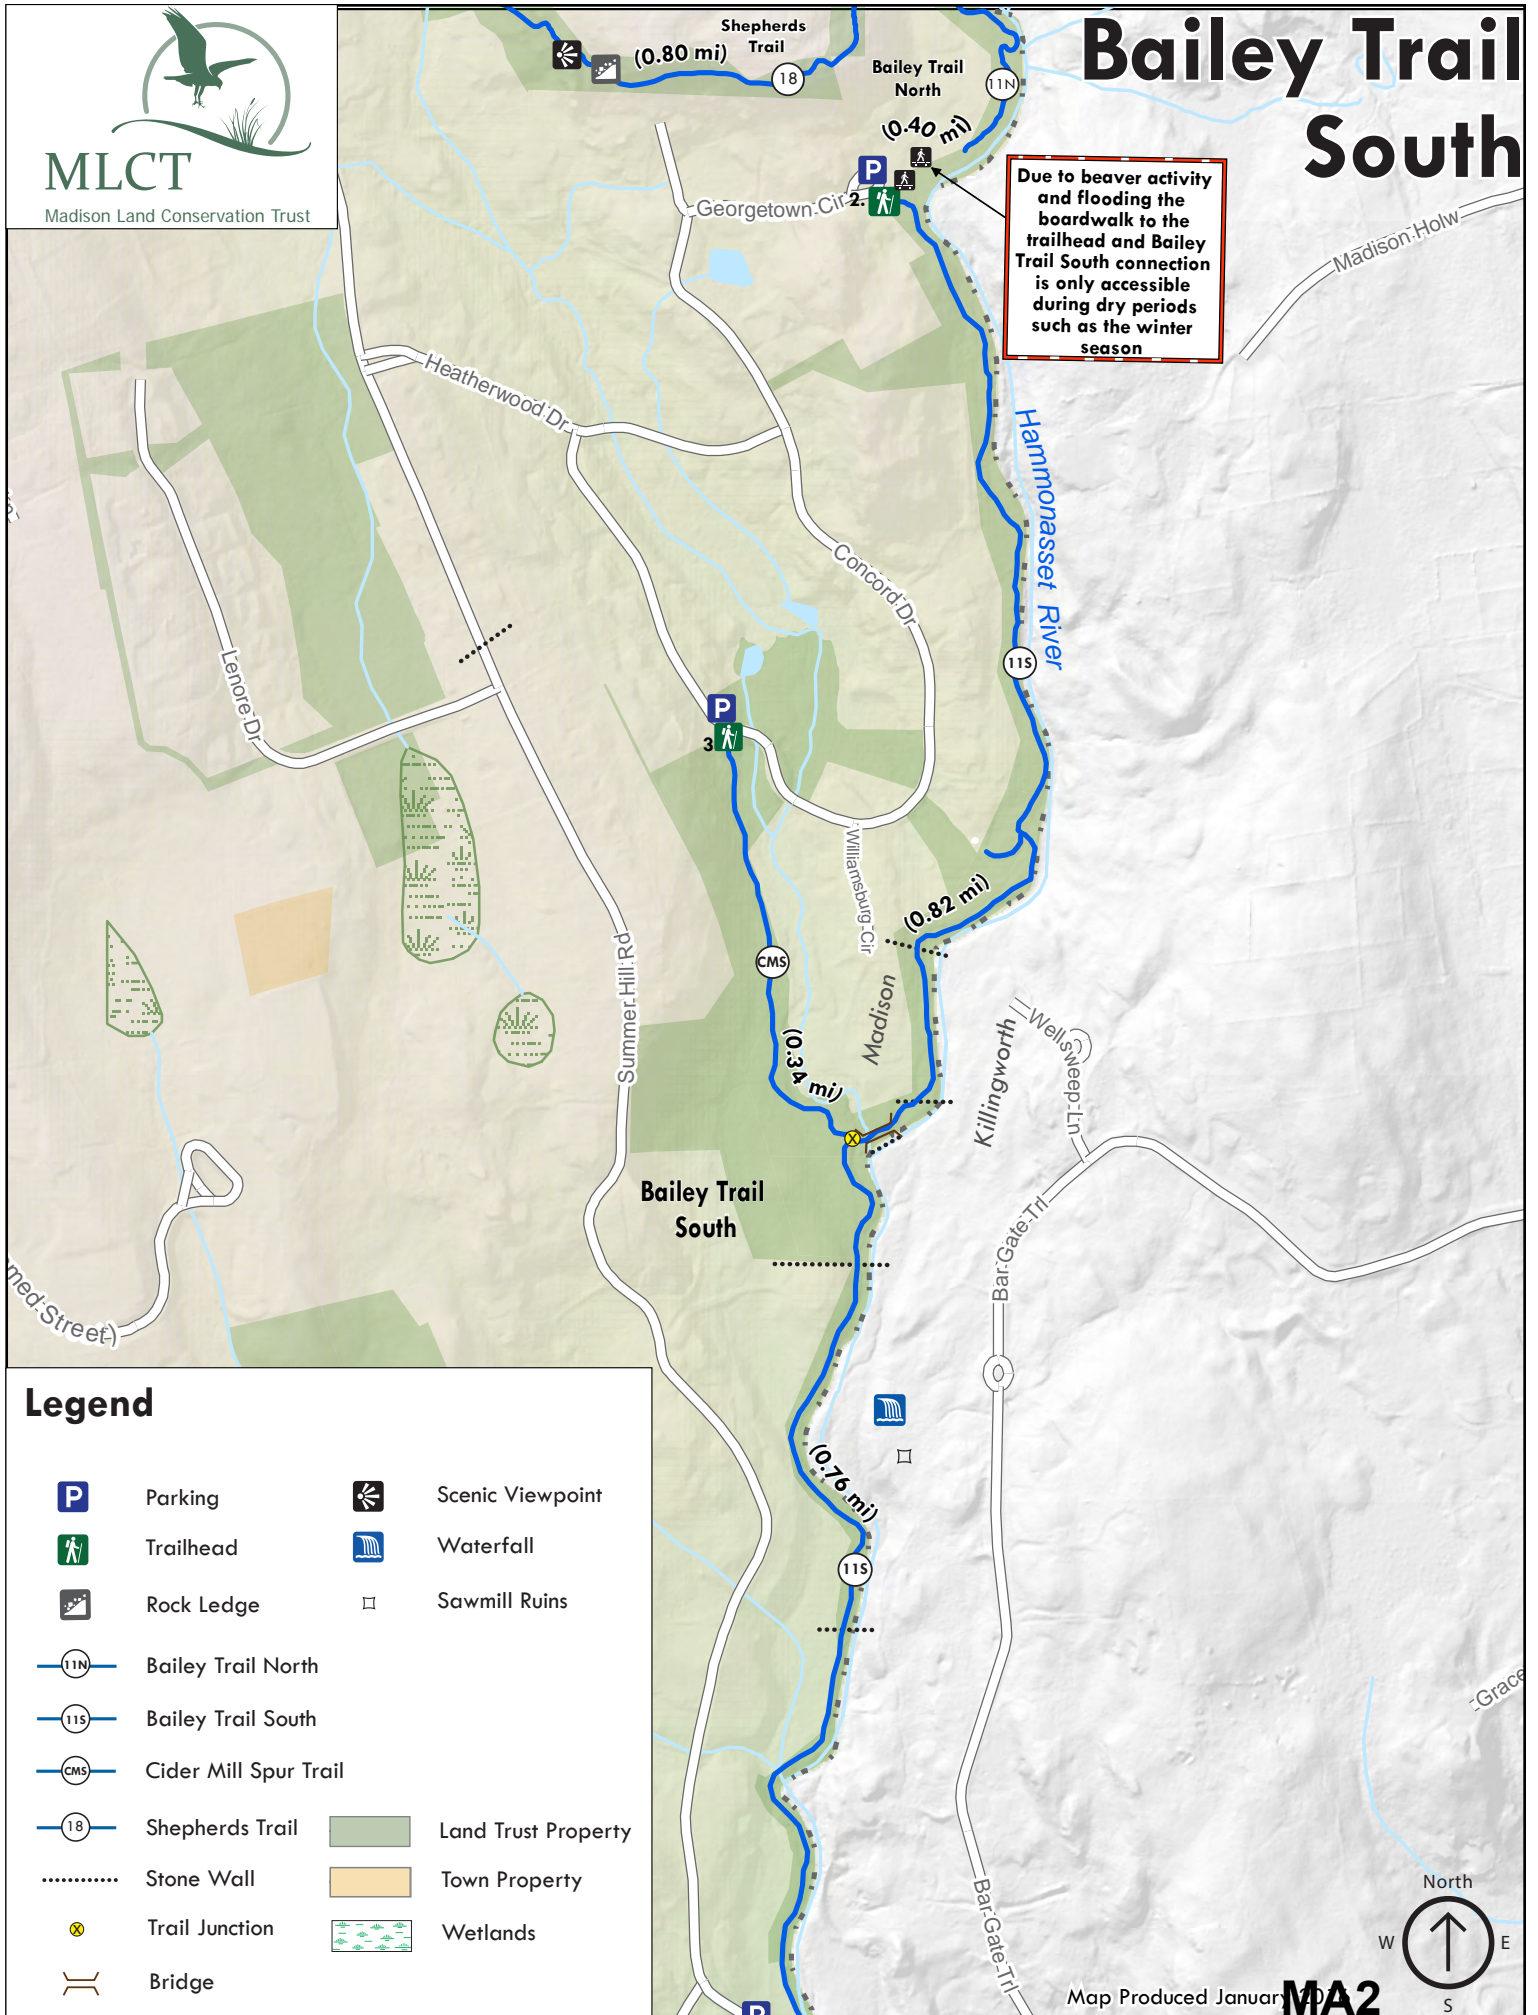 Bailey Trail
South
MLCT
Madison Land Conservation Trust
Shepherds
Trail
(0.80 mi)
18
Bailey Trail
North
11N
(0.40 mi)
P
2.
Georgetown Cir
Due to beaver activity
and flooding the
boardwalk to the
trailhead and Bailey
Trail South connection
is only accessible
during dry periods
such as the winter
season
Madison Holw
Heatherwood Dr
Hammonasset River
Concord Dr
Lenore Dr
11S
P
3
Williamsburg Cir
(0.82 mi)
CMS
Summer Hill Rd
Madison
(0.34 mi)
Killingworth
Wellsweep Ln
X
Bailey Trail
South
Bar Gate Trl
med Street)
(0.76 mi)
11S
Grace
Bar Gate Trl
P
Legend
P Parking
Scenic Viewpoint
Trailhead
Waterfall
Rock Ledge
Sawmill Ruins
11N Bailey Trail North
11S Bailey Trail South
CMS Cider Mill Spur Trail
18 Shepherds Trail
Land Trust Property
Stone Wall
Town Property
X Trail Junction
Wetlands
Bridge
North
W
E
S
Map Produced January
MA2